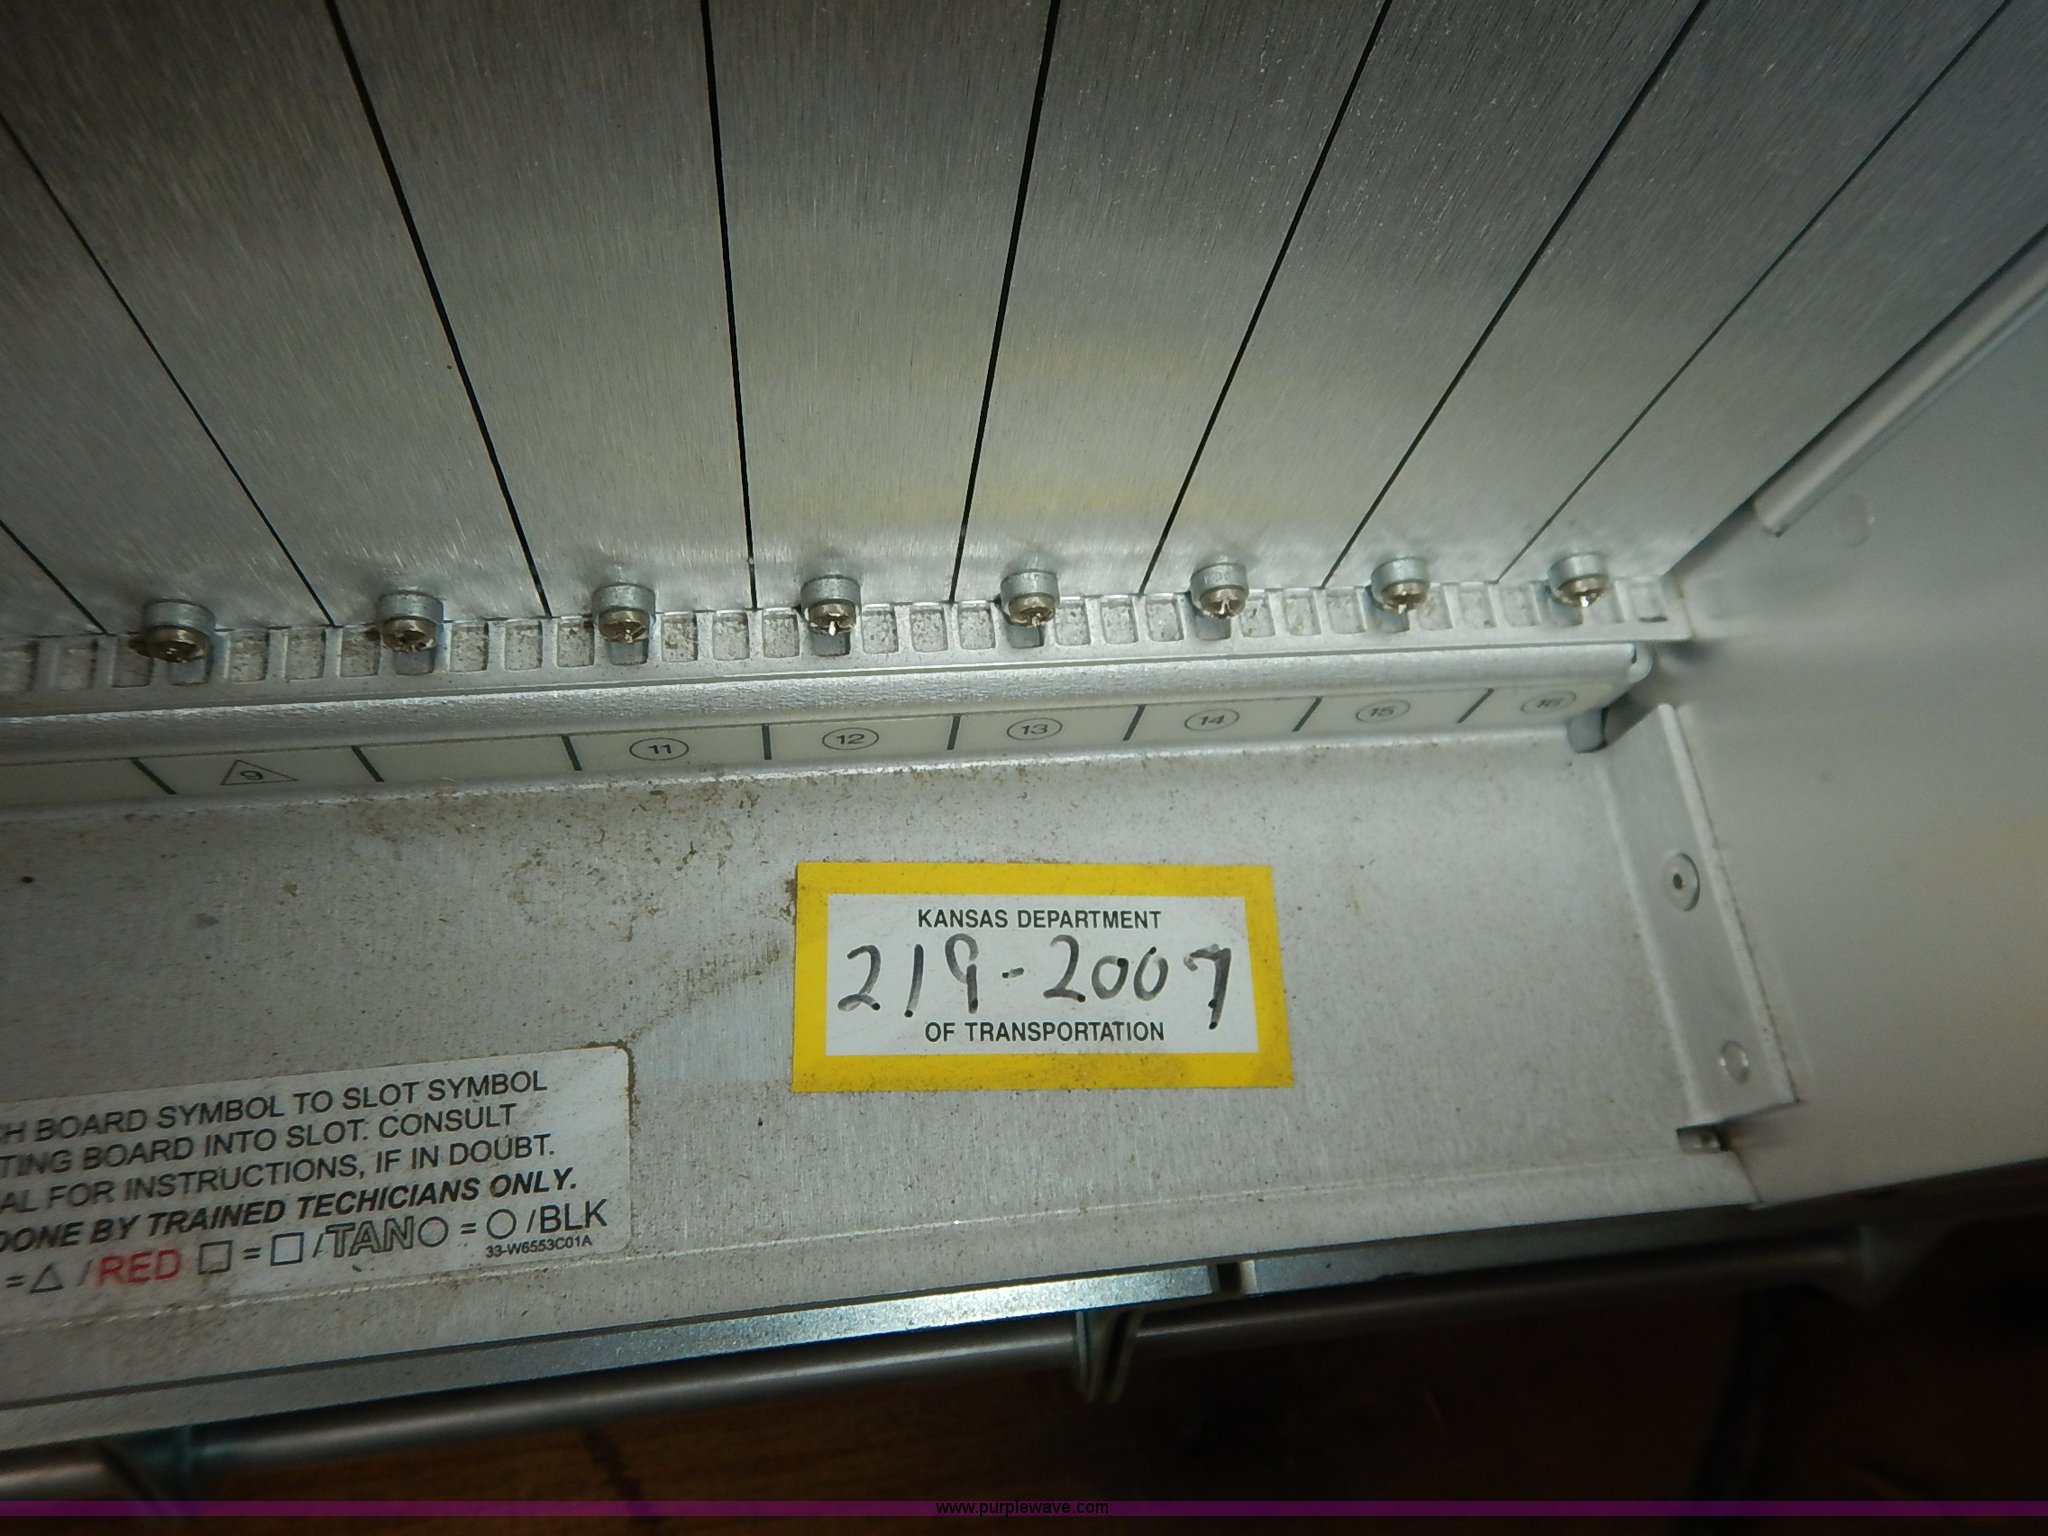 9
11
12
13
14
15
16
KANSAS DEPARTMENT
219-2007
OF TRANSPORTATION
CH BOARD SYMBOL TO SLOT SYMBOL
TING BOARD INTO SLOT. CONSULT
AL FOR INSTRUCTIONS, IF IN DOUBT.
DONE BY TRAINED TECHICIANS ONLY.
=△ /RED □=□/TAN○ =○/BLK
33-W6553C01A
www.purplewave.com